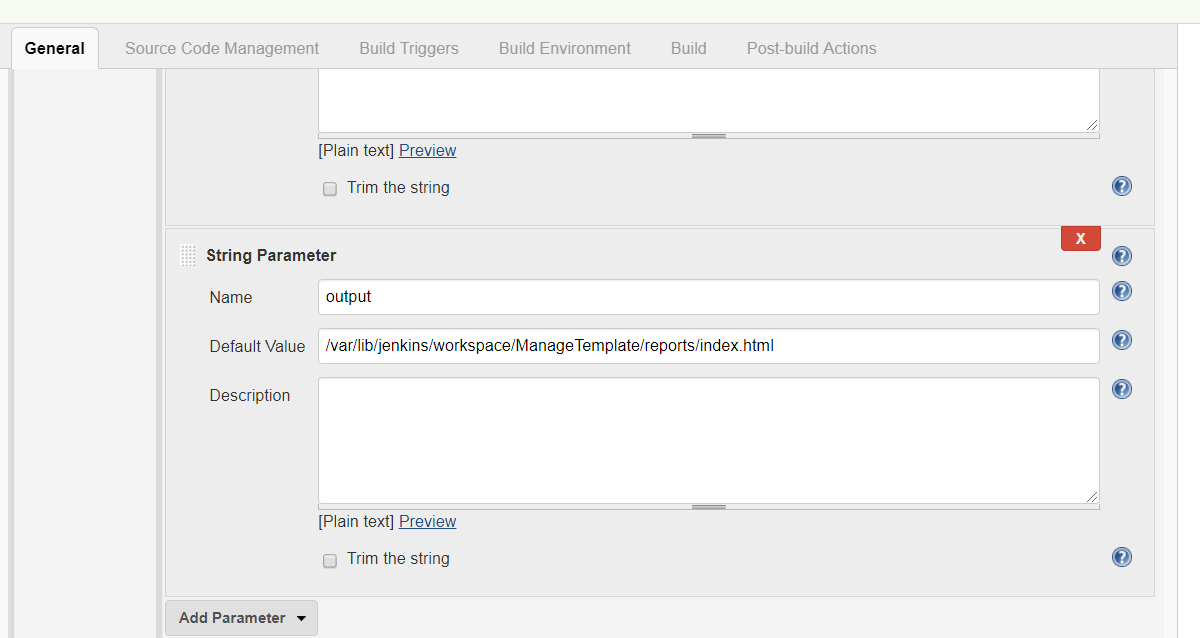 General Source Code Management Build Triggers Build Environment Build Post-build Actions
[Plain text] Preview
Trim the string
?
X
String Parameter
?
Name output
?
Default Value /var/lib/jenkins/workspace/ManageTemplate/reports/index.html
?
Description
?
[Plain text] Preview
Trim the string
?
Add Parameter